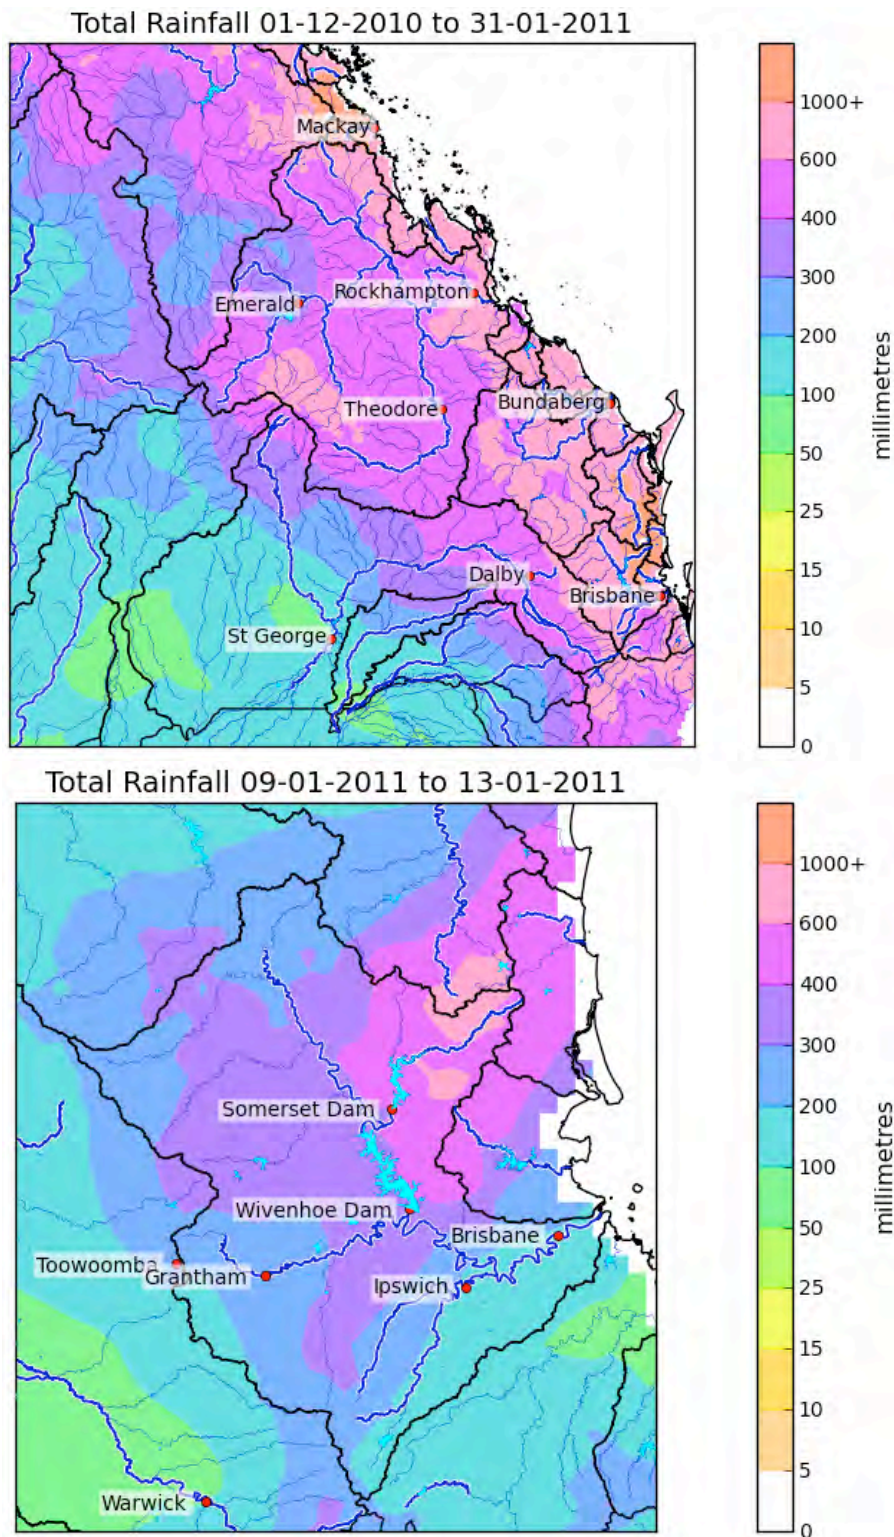 Total Rainfall 01-12-2010 to 31-01-2011
Mackay
Emerald
Rockhampton
Theodore
Bundaberg
Dalby
Brisbane
St George
1000+
600
400
300
200
100
50
25
15
10
5
0
millimetres
Total Rainfall 09-01-2011 to 13-01-2011
Somerset Dam
Wivenhoe Dam
Brisbane
Toowoomba
Grantham
Ipswich
Warwick
1000+
600
400
300
200
100
50
25
15
10
5
0
millimetres